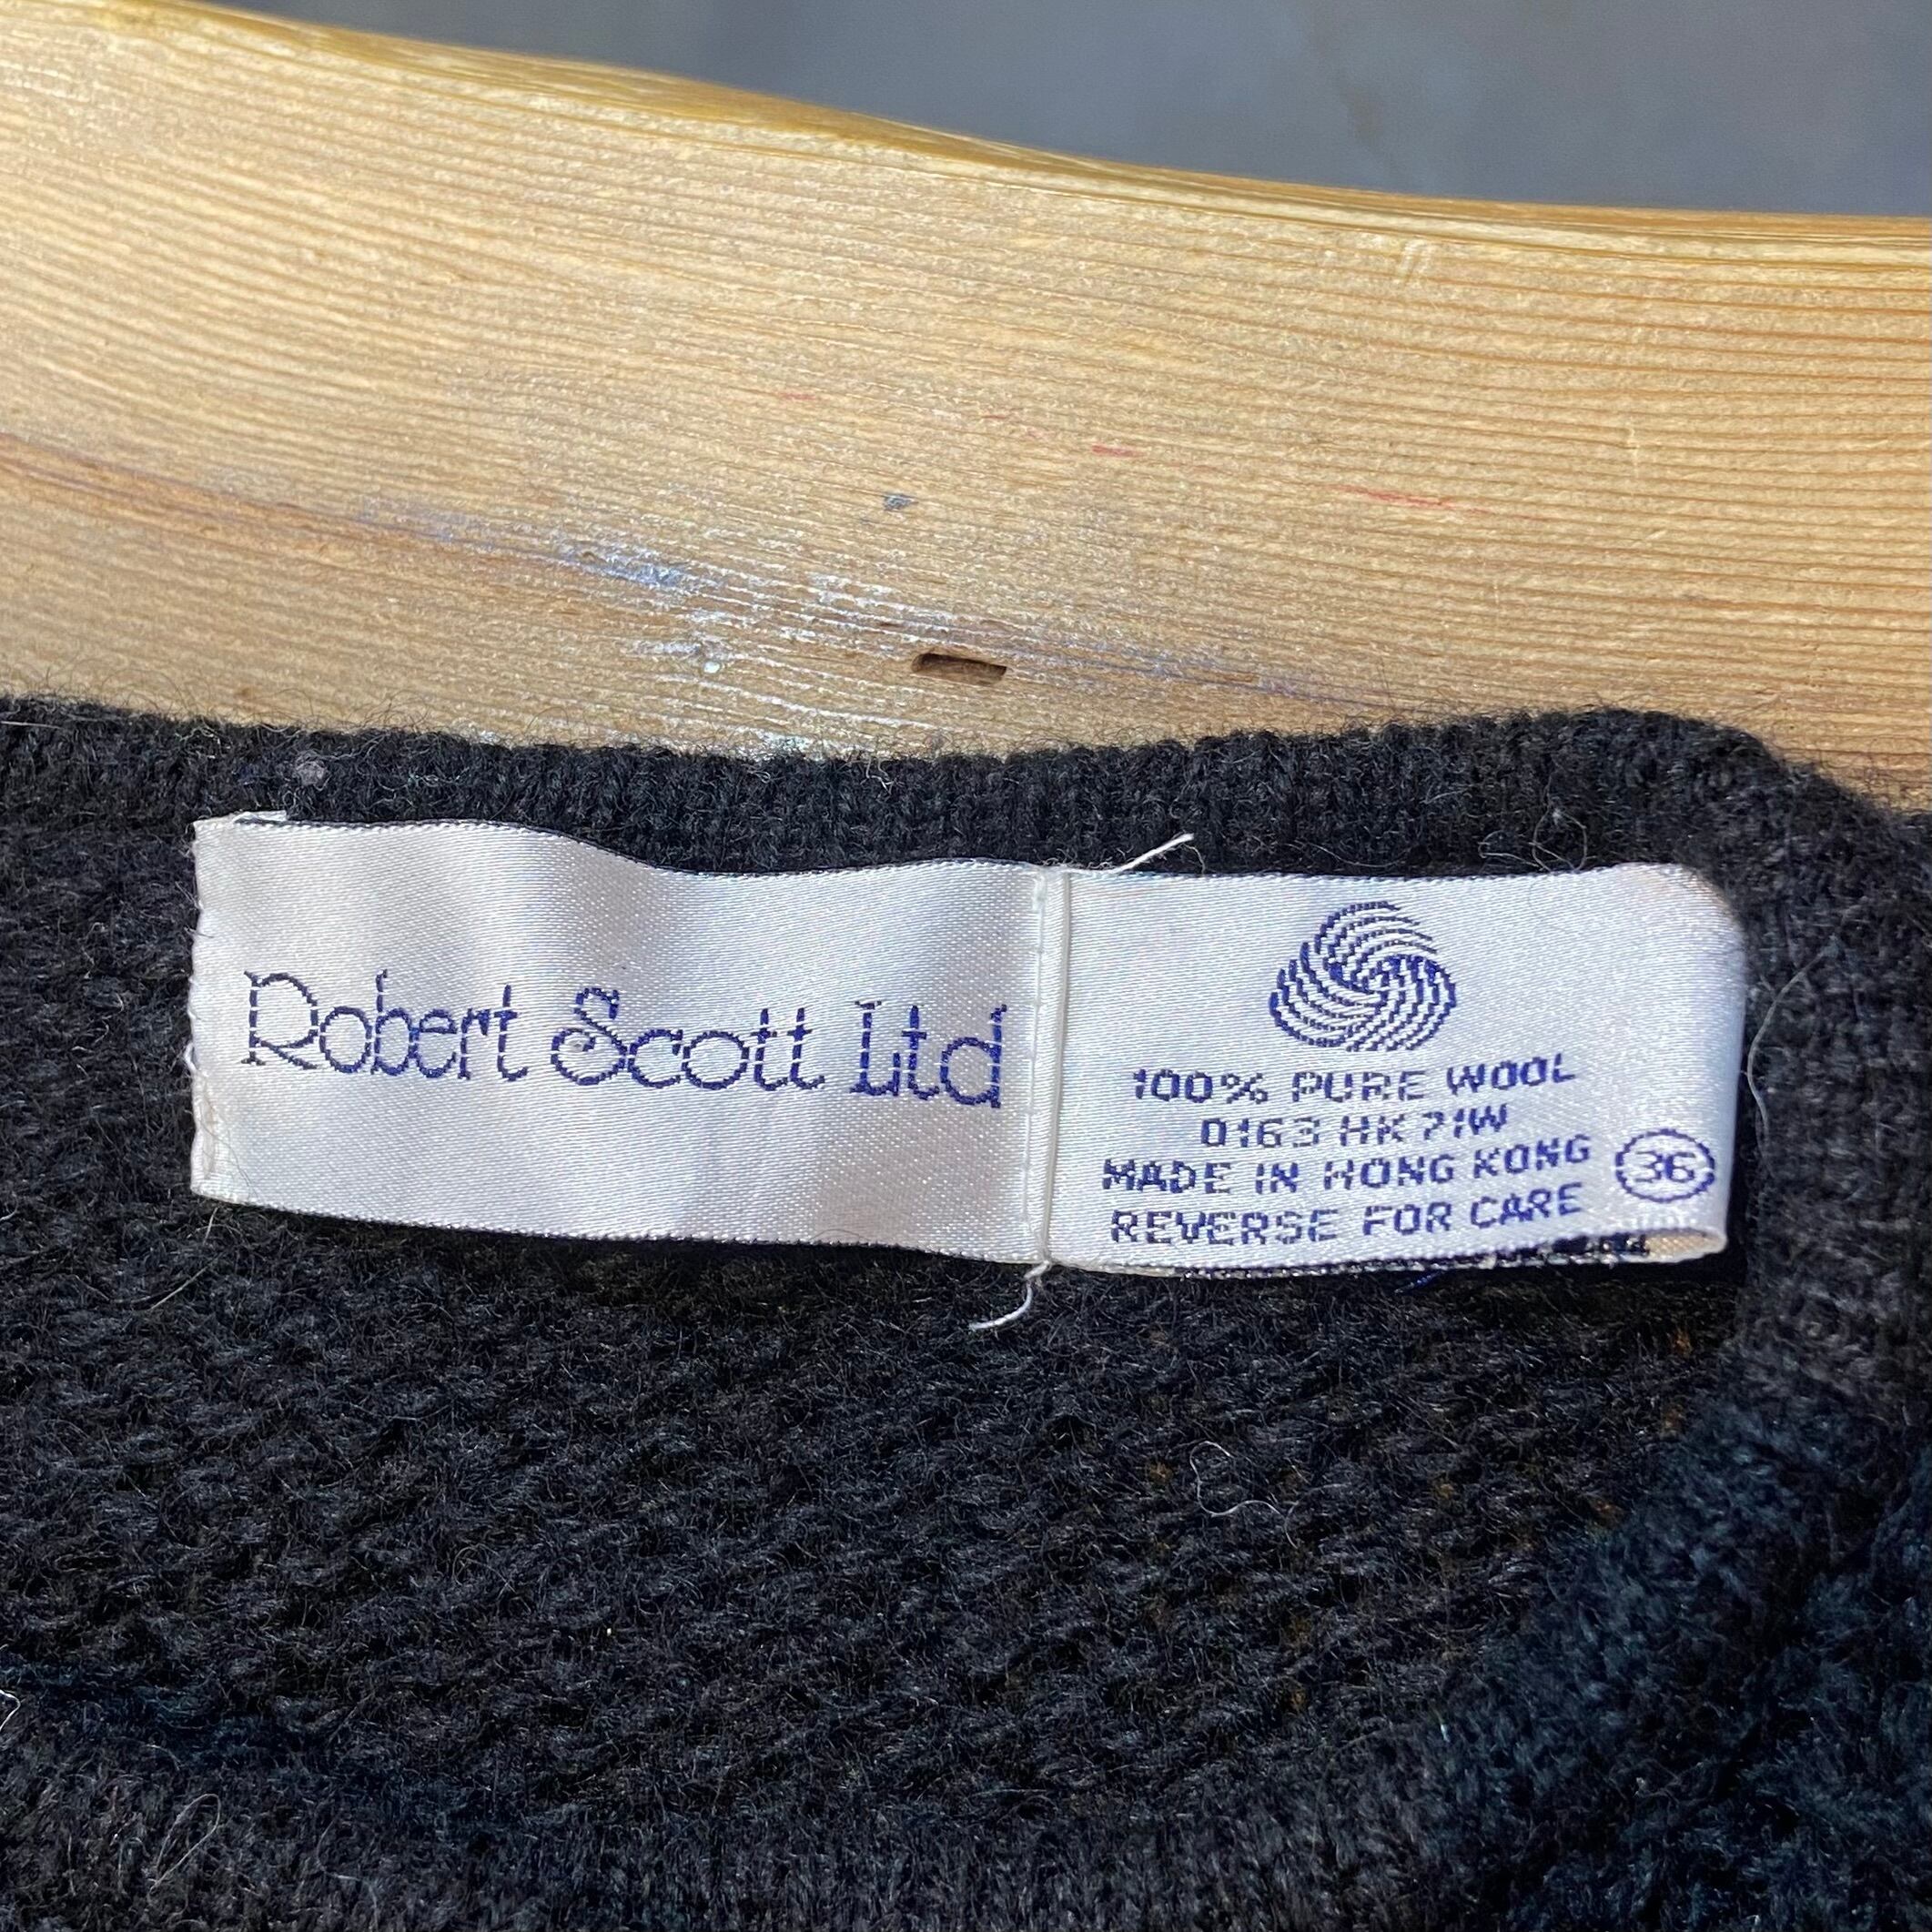 Robert Scott Ltd
100% PURE WOOL
0163 HK 71W
MADE IN HONG KONG
36
REVERSE FOR CARE